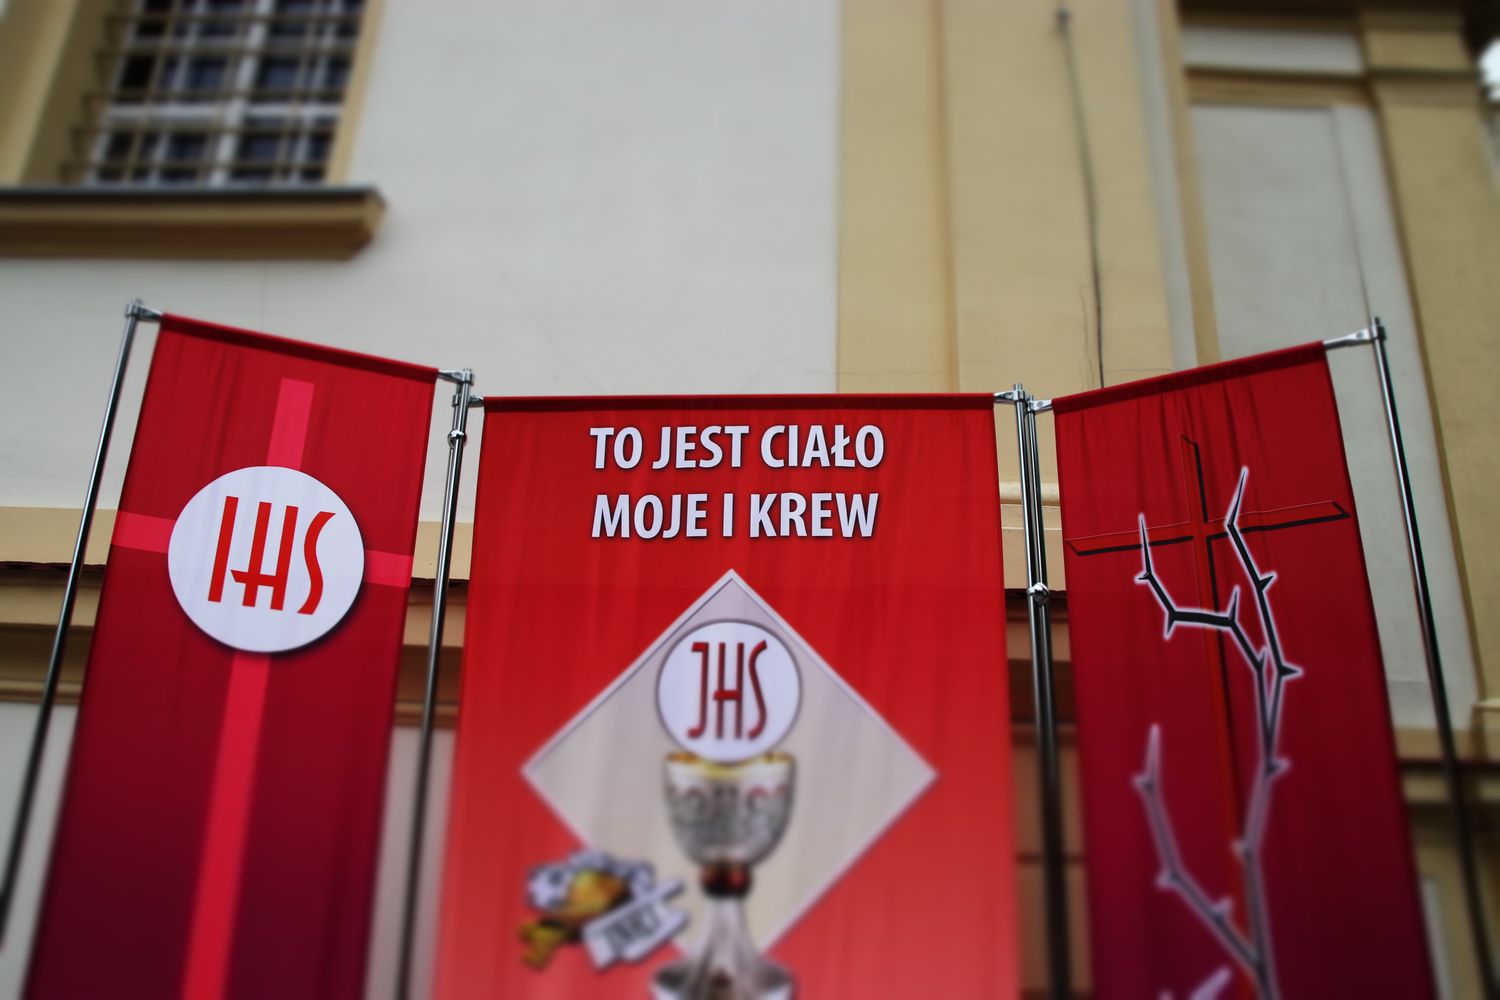 IHS
TO JEST CIAŁO
MOJE I KREW
JHS